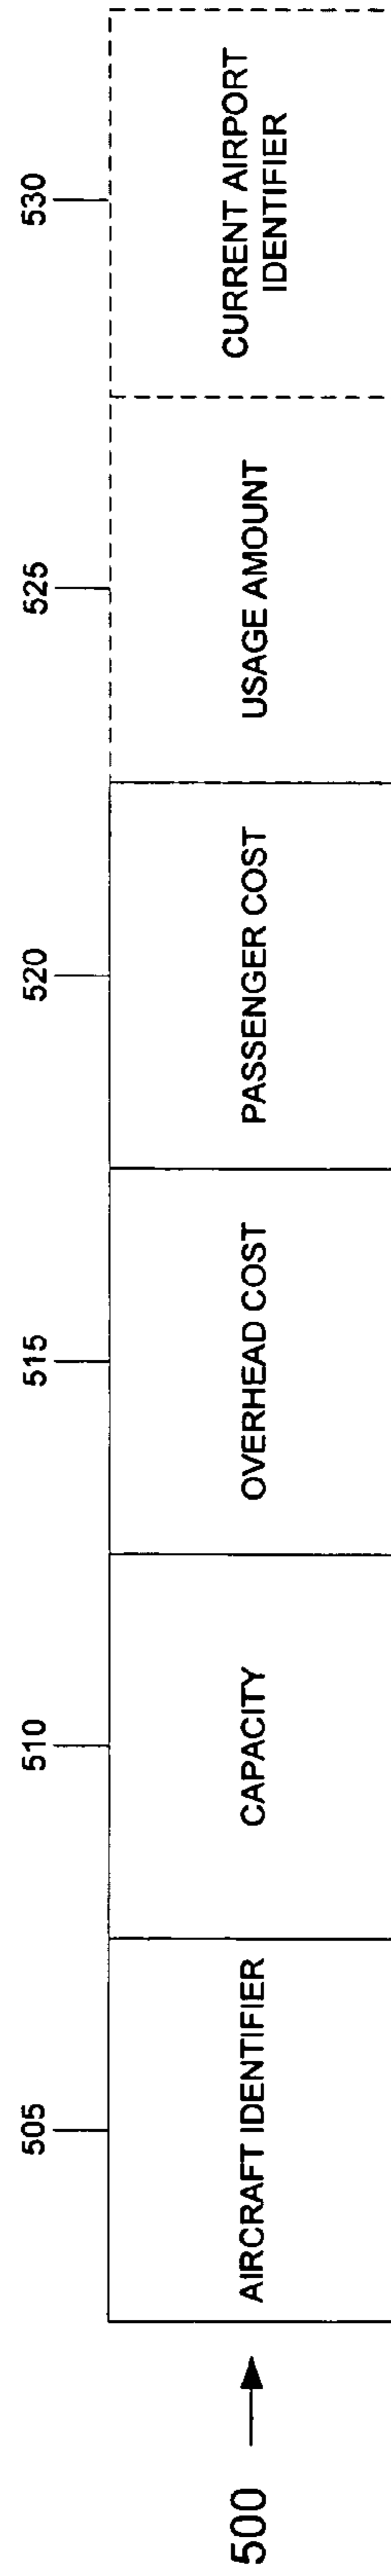 500
505
510
515
520
525
530
AIRCRAFT IDENTIFIER
CAPACITY
OVERHEAD COST
PASSENGER COST
USAGE AMOUNT
CURRENT AIRPORT
IDENTIFIER